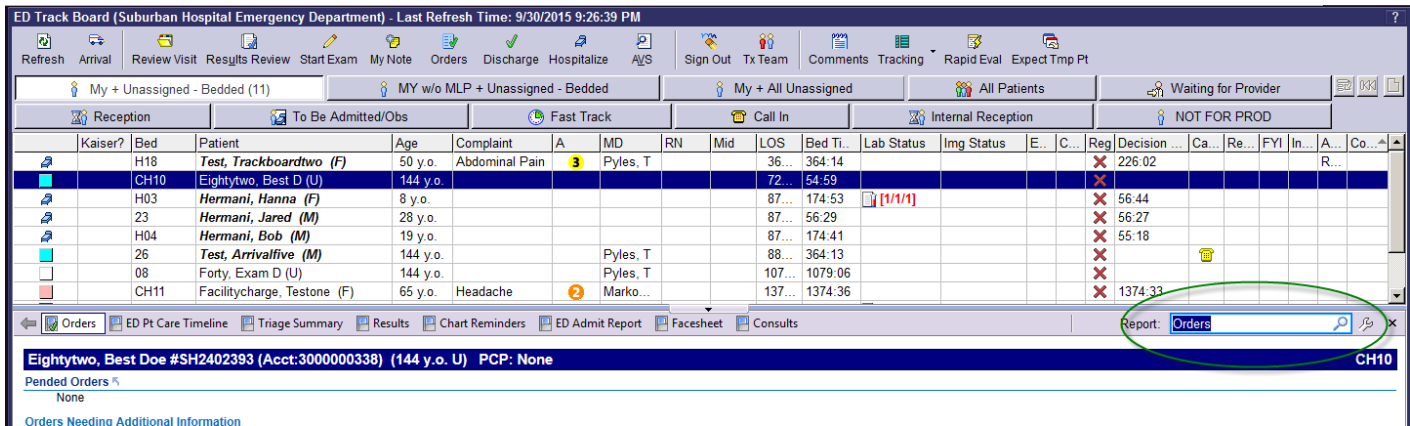 ED Track Board (Suburban Hospital Emergency Department) - Last Refresh Time: 9/30/2015 9:26:39 PM ?
Refresh Arrival Review Visit Results Review Start Exam My Note Orders Discharge Hospitalize AVS Sign Out Tx Team Comments Tracking Rapid Eval Expect Tmp Pt
My + Unassigned - Bedded (11) MY w/o MLP + Unassigned - Bedded My + All Unassigned All Patients Waiting for Provider
Reception To Be Admitted/Obs Fast Track Call In Internal Reception NOT FOR PROD
Kaiser? Bed Patient Age Complaint A MD RN Mid LOS Bed Ti... Lab Status Img Status E... C... Reg Decision ... Ca... Re... FYI In... A... Co...
H18 Test, Trackboardtwo (F) 50 y.o. Abdominal Pain 3 Pyles, T 36... 364:14 226:02 R...
CH10 Eightytwo, Best D (U) 144 y.o. 72... 54:59
H03 Hermani, Hanna (F) 8 y.o. 87... 174:53 [1/1/1] 56:44
23 Hermani, Jared (M) 28 y.o. 87... 56:29 56:27
H04 Hermani, Bob (M) 19 y.o. 87... 174:41 55:18
26 Test, Arrivalfive (M) 144 y.o. Pyles, T 88... 364:13
08 Forty, Exam D (U) 144 y.o. Pyles, T 107... 1079:06
CH11 Facilitycharge, Testone (F) 65 y.o. Headache 2 Marko... 137... 1374:36 1374:33
Orders ED Pt Care Timeline Triage Summary Results Chart Reminders ED Admit Report Facesheet Consults Report: Orders
Eightytwo, Best Doe #SH2402393 (Acct:3000000338) (144 y.o. U) PCP: None CH10
Pended Orders
None
Orders Needing Additional Information